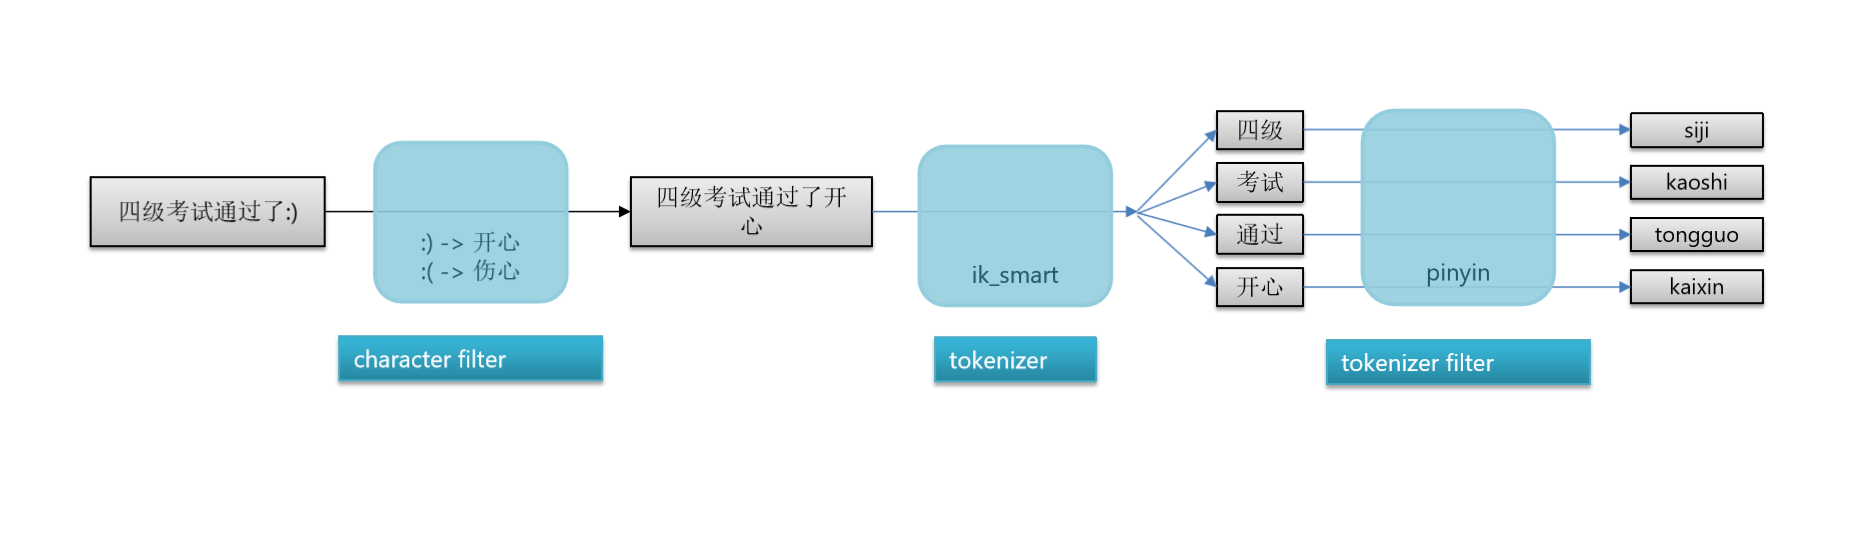 四级考试通过了:)
:) -> 开心
:( -> 伤心
character filter
四级考试通过了开
心
ik_smart
tokenizer
四级
考试
通过
开心
pinyin
tokenizer filter
siji
kaoshi
tongguo
kaixin